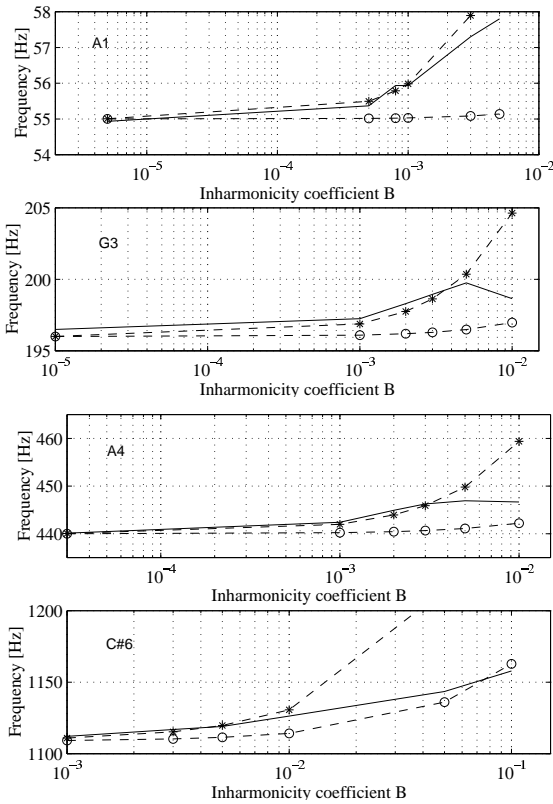 58
57
56
55
54
Frequency [Hz]
A1
10⁻⁵ 10⁻⁴ 10⁻³ 10⁻²
Inharmonicity coefficient B
205
200
195
Frequency [Hz]
G3
10⁻⁵ 10⁻⁴ 10⁻³ 10⁻²
Inharmonicity coefficient B
460
450
440
Frequency [Hz]
A4
10⁻⁴ 10⁻³ 10⁻²
Inharmonicity coefficient B
1200
1150
1100
Frequency [Hz]
C#6
10⁻³ 10⁻² 10⁻¹
Inharmonicity coefficient B